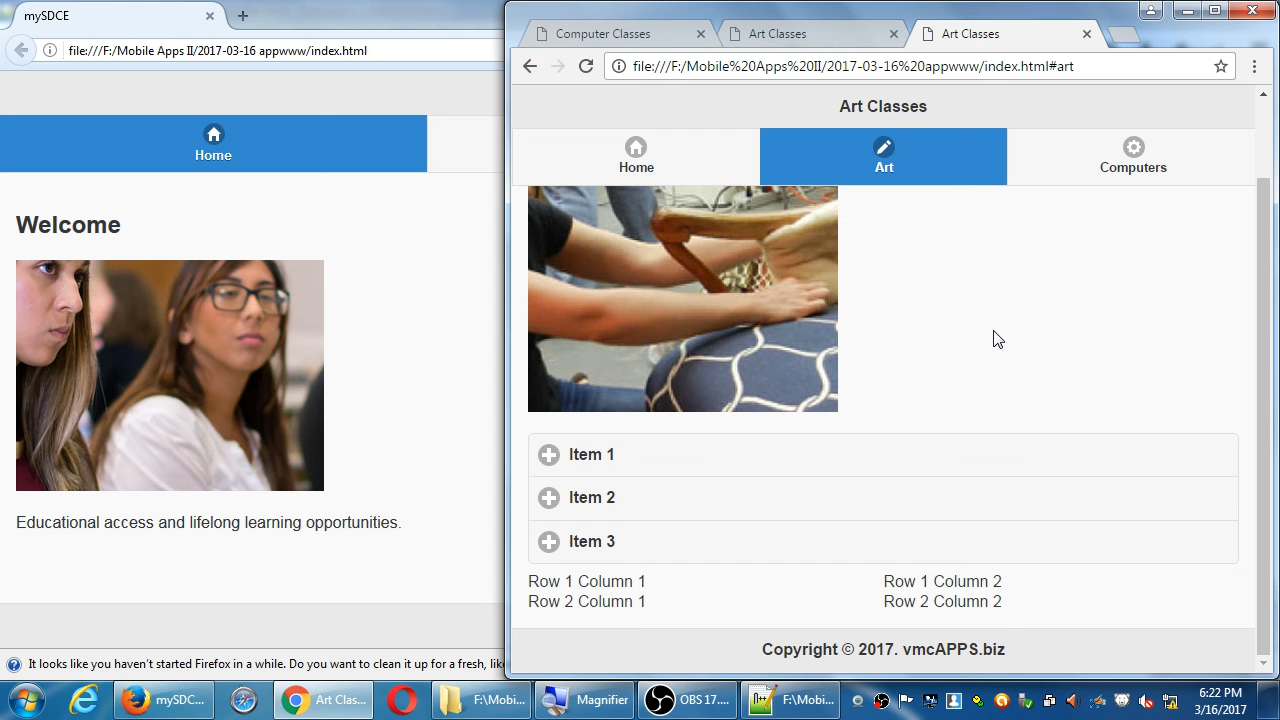 mySDCE
file:///F:/Mobile Apps II/2017-03-16 appwww/index.html
Home
Welcome
Educational access and lifelong learning opportunities.
It looks like you haven't started Firefox in a while. Do you want to clean it up for a fresh, lik
Computer Classes
Art Classes
Art Classes
file:///F:/Mobile%20Apps%20II/2017-03-16%20appwww/index.html#art
Art Classes
Home
Art
Computers
Item 1
Item 2
Item 3
Row 1 Column 1
Row 1 Column 2
Row 2 Column 1
Row 2 Column 2
Copyright © 2017. vmcAPPS.biz
mySDC...
Art Clas...
F:\Mobi...
Magnifier
OBS 17....
F:\Mobi...
6:22 PM
3/16/2017